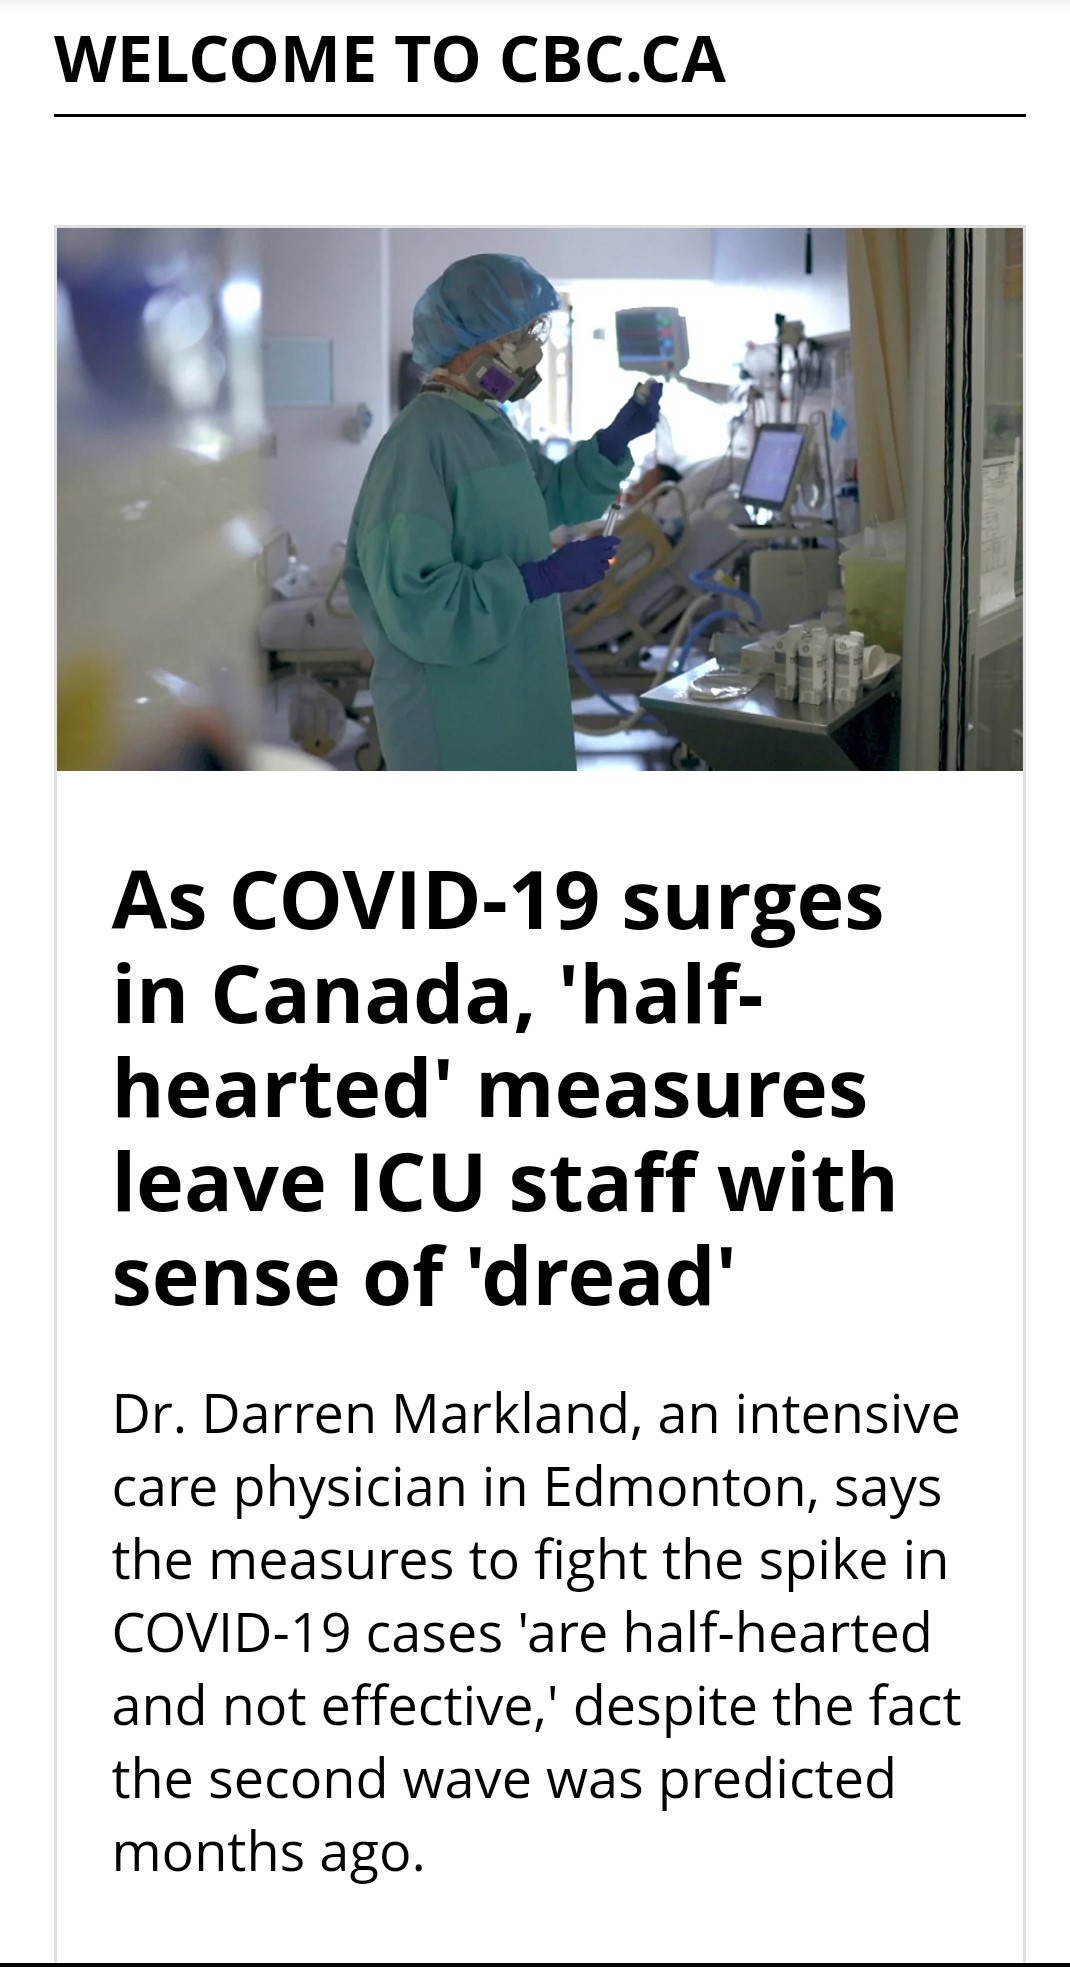 WELCOME TO CBC.CA
As COVID-19 surges
in Canada, 'half-
hearted' measures
leave ICU staff with
sense of 'dread'
Dr. Darren Markland, an intensive
care physician in Edmonton, says
the measures to fight the spike in
COVID-19 cases 'are half-hearted
and not effective,' despite the fact
the second wave was predicted
months ago.